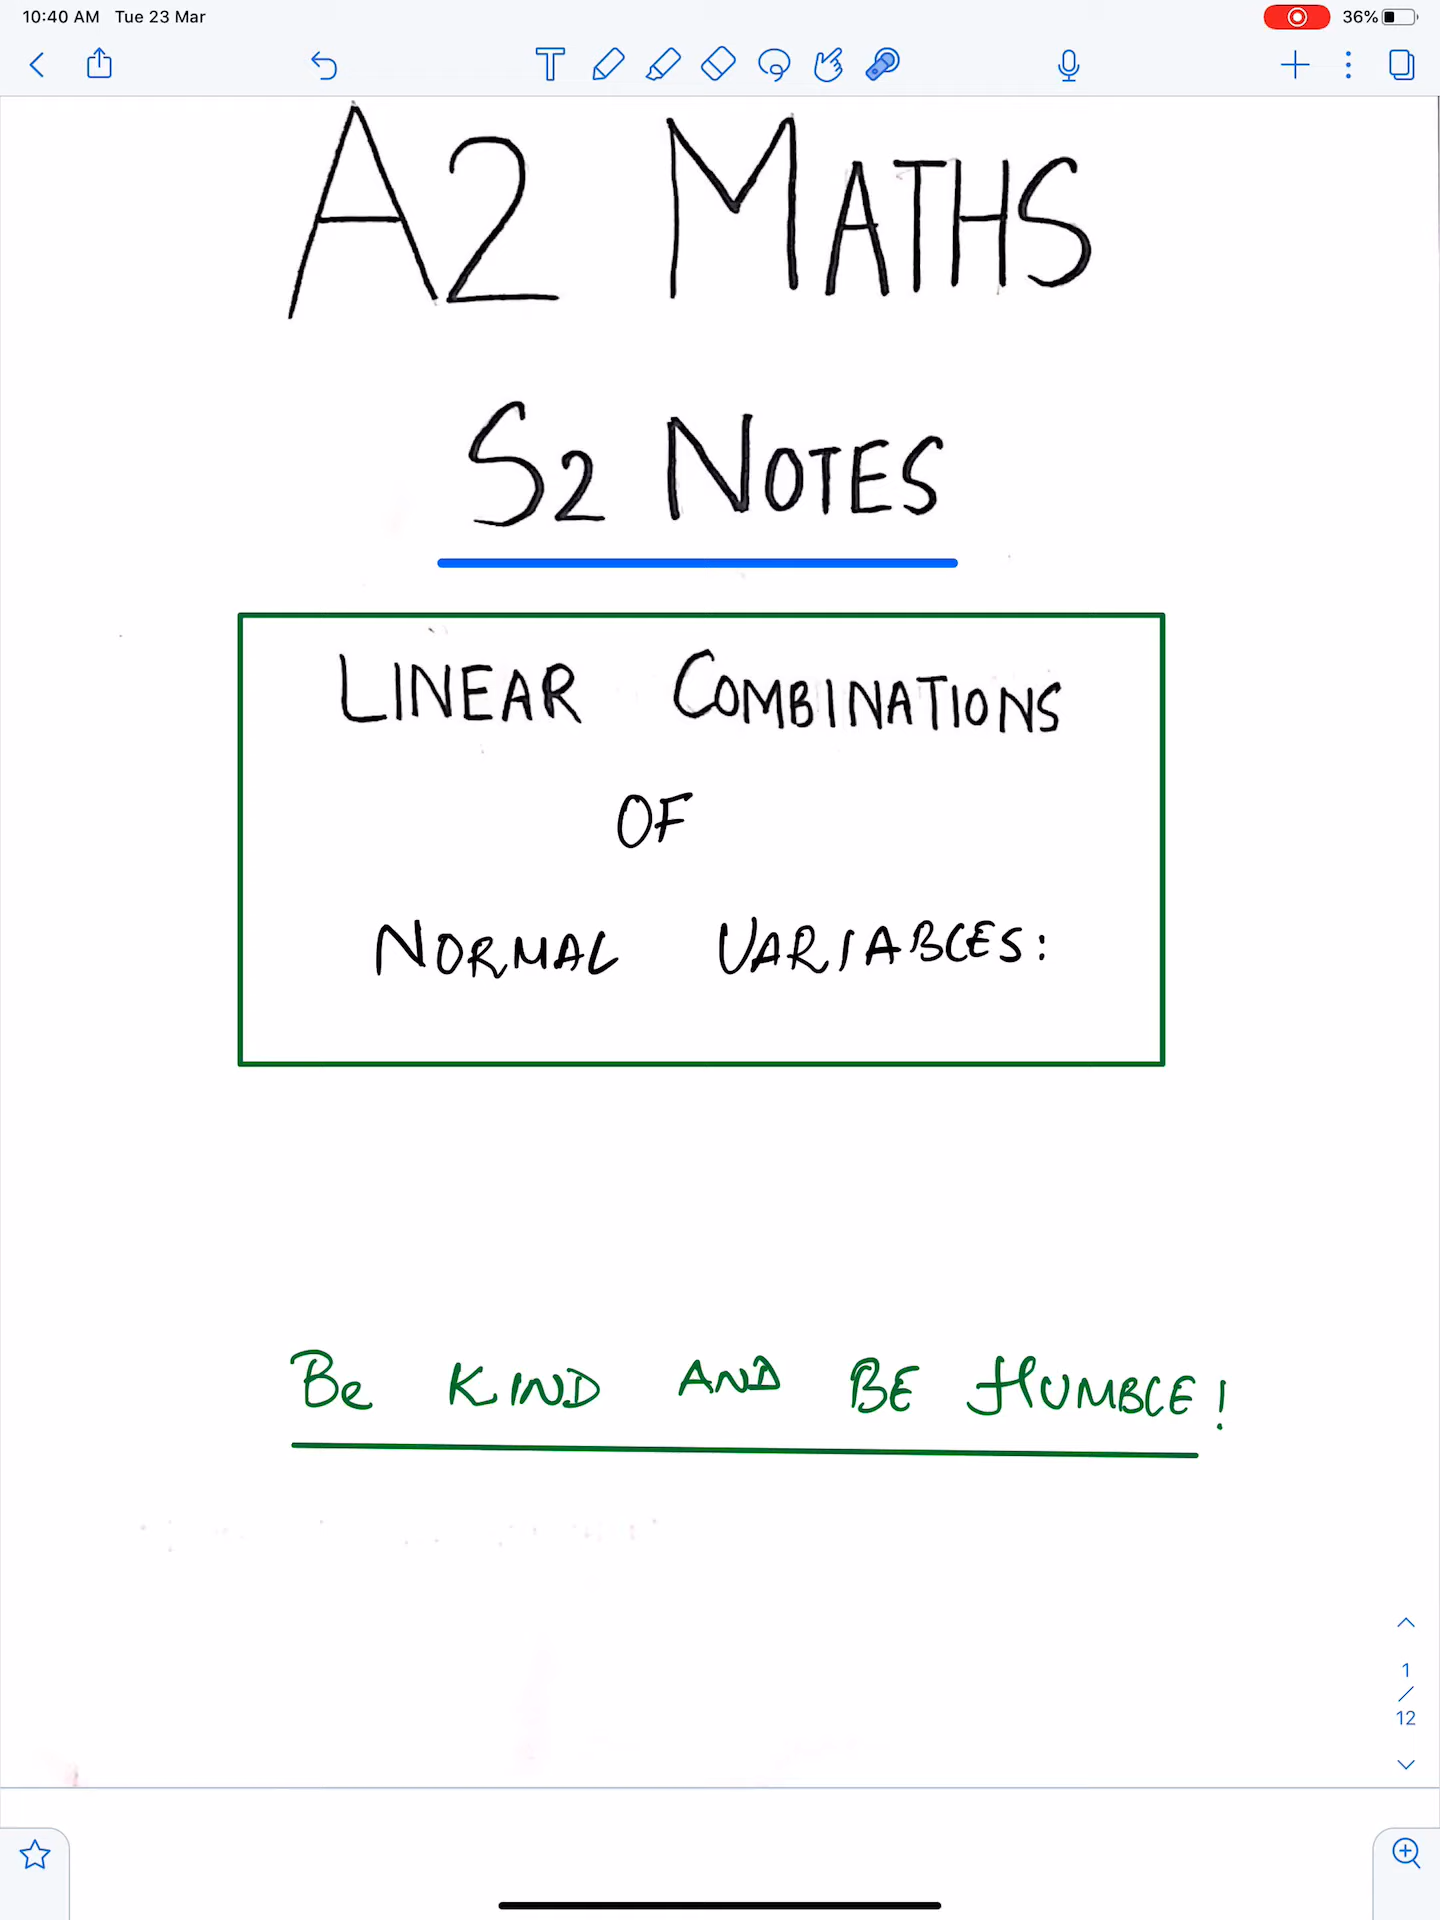 10:40 AM Tue 23 Mar 36%
A2 MATHS
S2 NOTES
LINEAR COMBINATIONS
OF
NORMAL VARIABLES:
Be KIND AND BE HUMBLE!
1
/
12